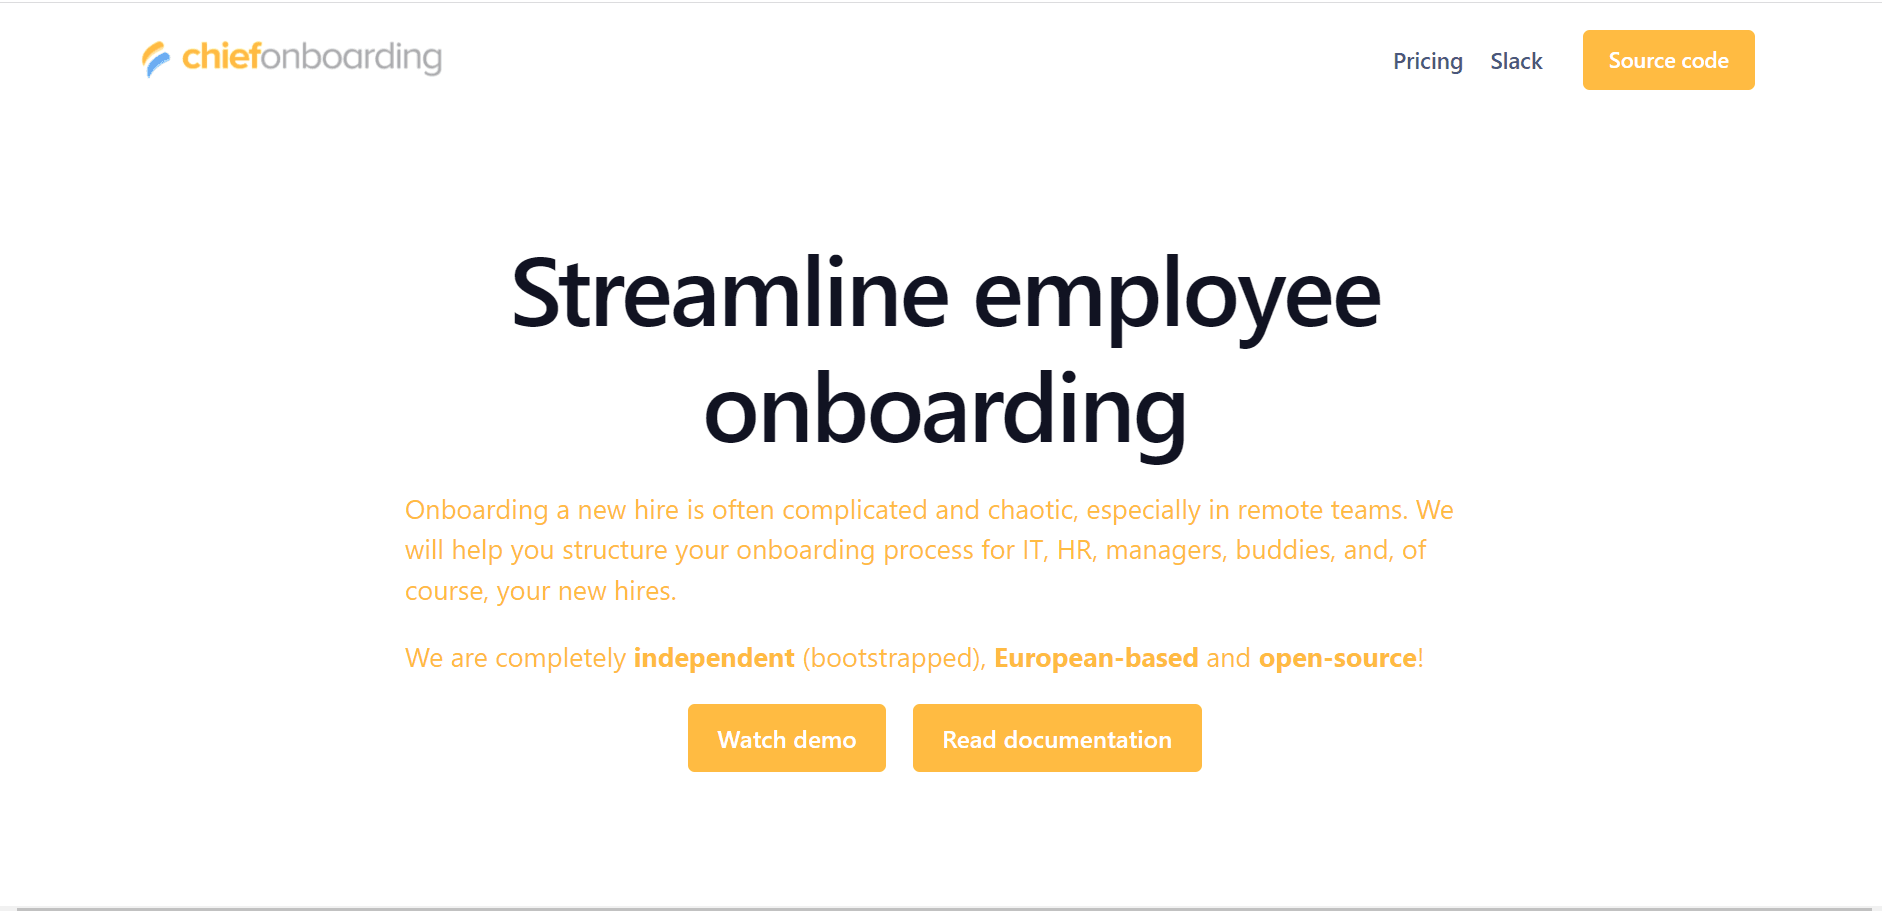 chiefonboarding
Pricing Slack Source code
Streamline employee
onboarding
Onboarding a new hire is often complicated and chaotic, especially in remote teams. We
will help you structure your onboarding process for IT, HR, managers, buddies, and, of
course, your new hires.
We are completely independent (bootstrapped), European-based and open-source!
Watch demo Read documentation